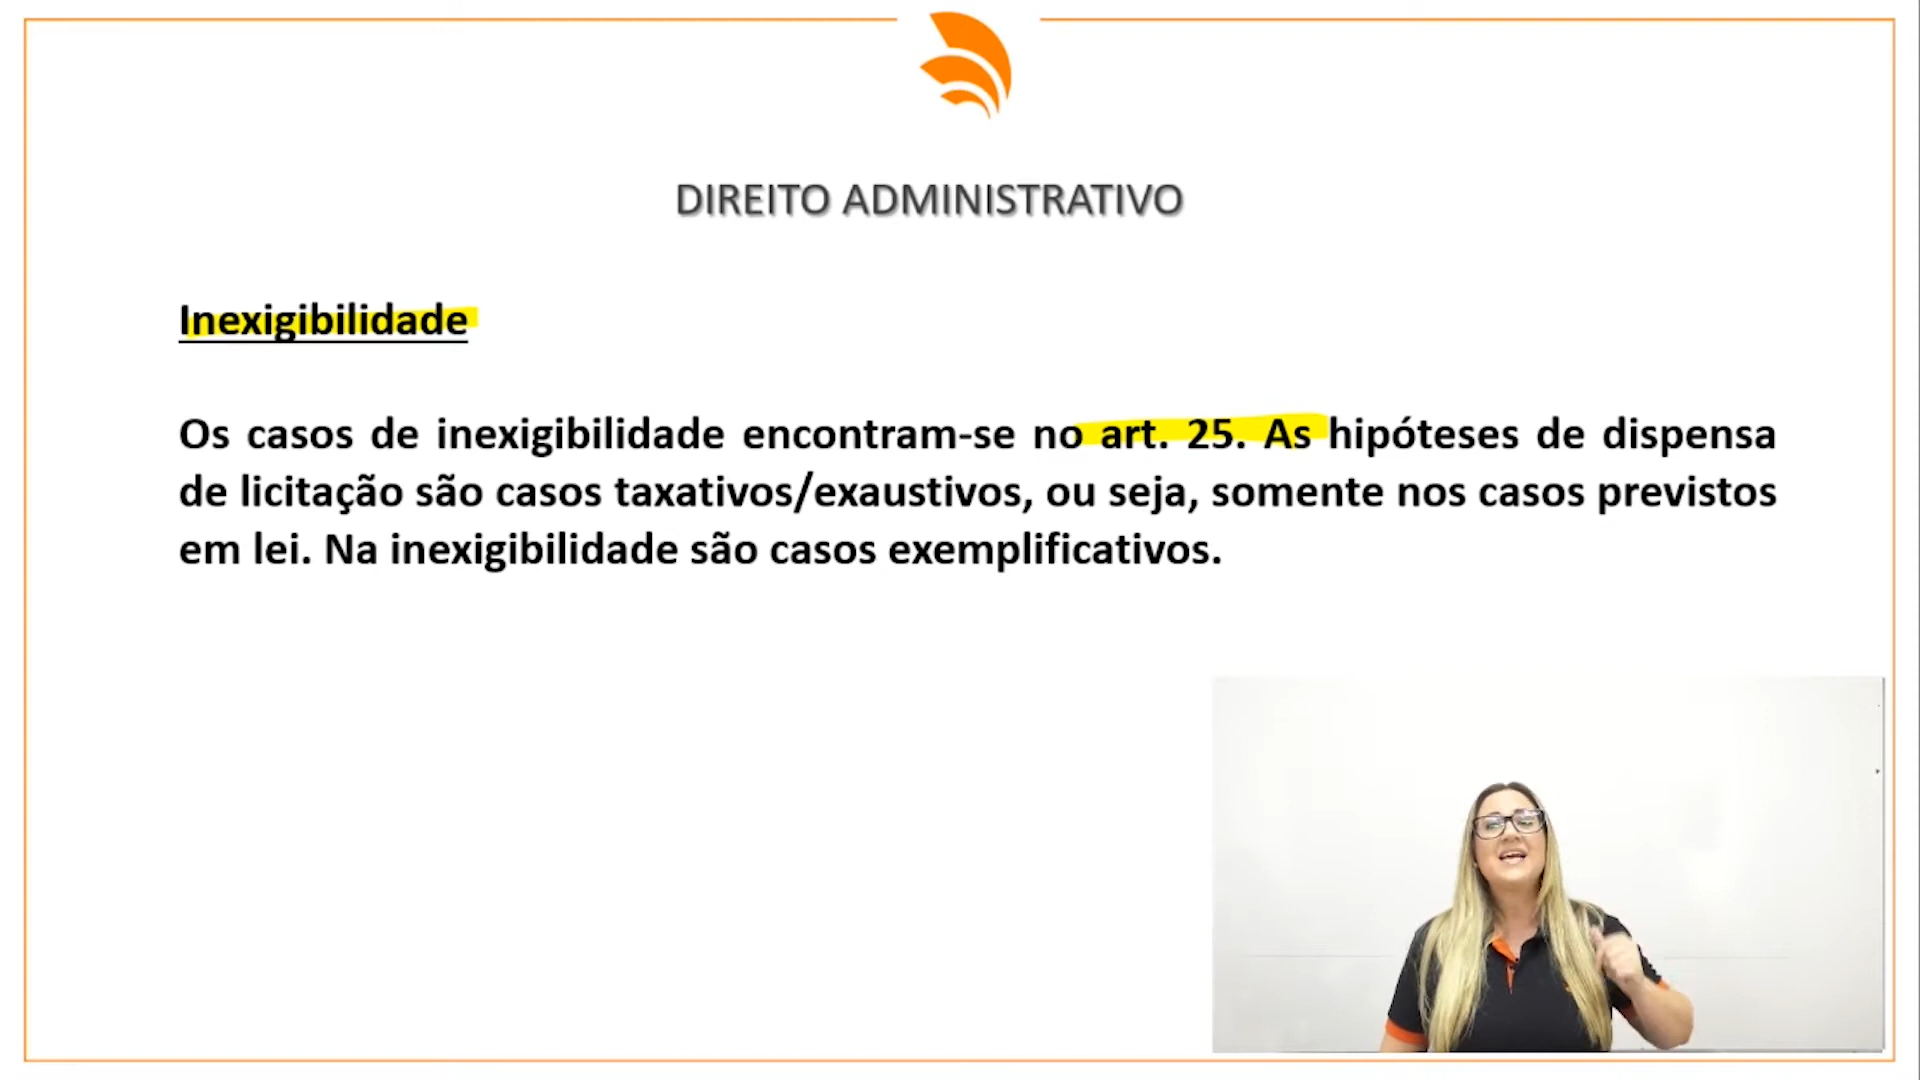 DIREITO ADMINISTRATIVO
Inexigibilidade
Os casos de inexigibilidade encontram-se no art. 25. As hipóteses de dispensa
de licitação são casos taxativos/exaustivos, ou seja, somente nos casos previstos
em lei. Na inexigibilidade são casos exemplificativos.